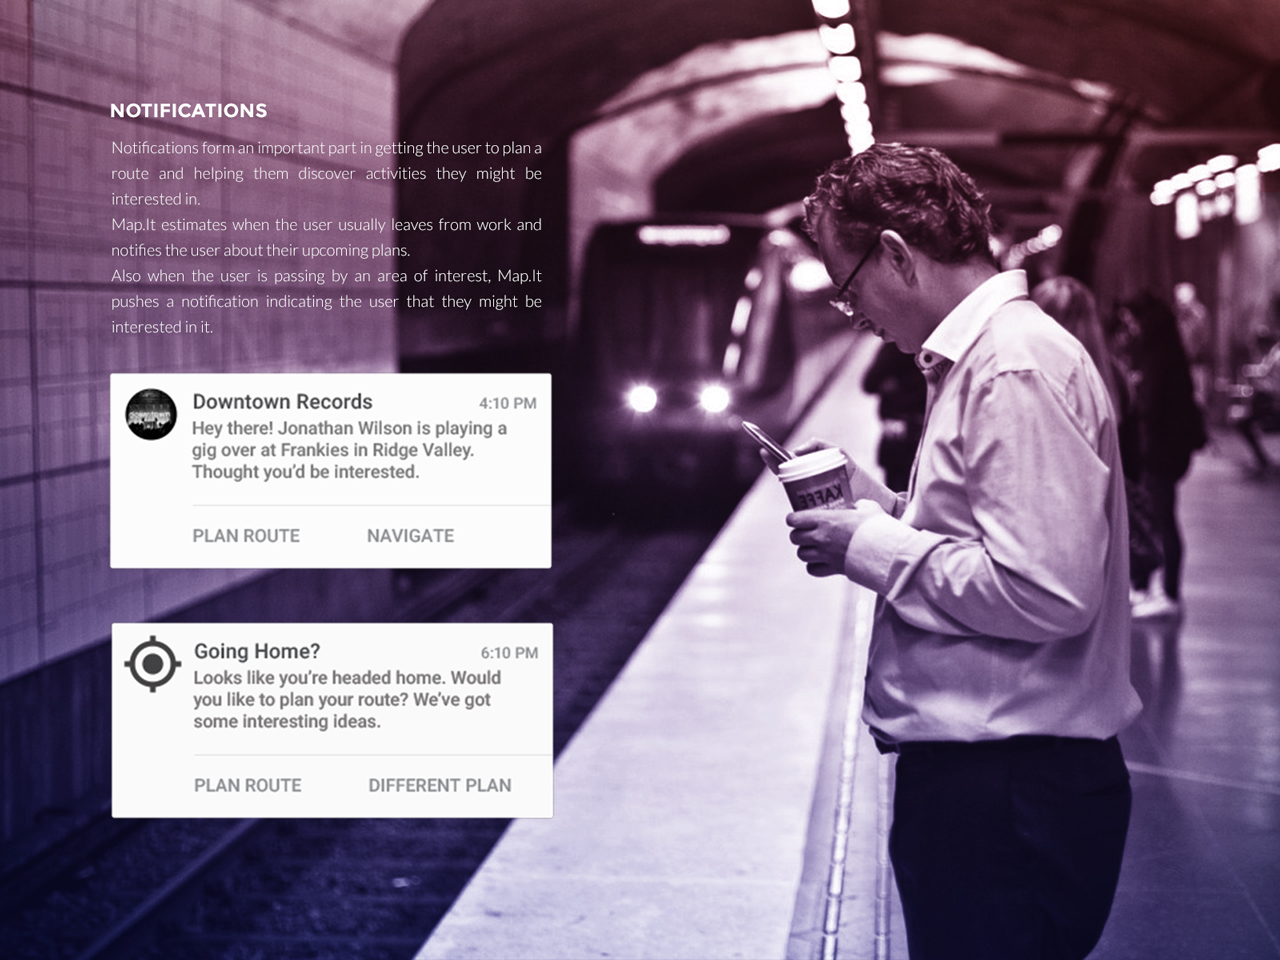 NOTIFICATIONS
Notifications form an important part in getting the user to plan a
route and helping them discover activities they might be
interested in.
Map.It estimates when the user usually leaves from work and
notifies the user about their upcoming plans.
Also when the user is passing by an area of interest, Map.It
pushes a notification indicating the user that they might be
interested in it.
Downtown Records 4:10 PM
Hey there! Jonathan Wilson is playing a
gig over at Frankies in Ridge Valley.
Thought you'd be interested.
PLAN ROUTE NAVIGATE
Going Home? 6:10 PM
Looks like you're headed home. Would
you like to plan your route? We've got
some interesting ideas.
PLAN ROUTE DIFFERENT PLAN
KAFFE